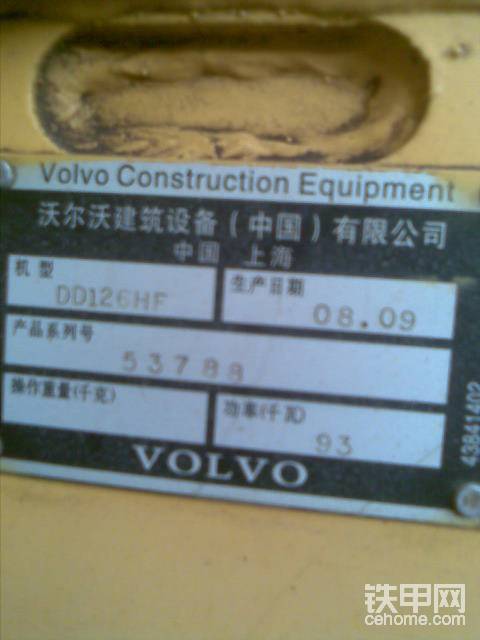 Volvo Construction Equipment
沃尔沃建筑设备(中国)有限公司
中国 上海
机型
DD126HF
生产日期
08.09
产品系列号
53788
操作重量(千克)
功率(千瓦)
93
VOLVO
43841402
铁甲网
cehome.com